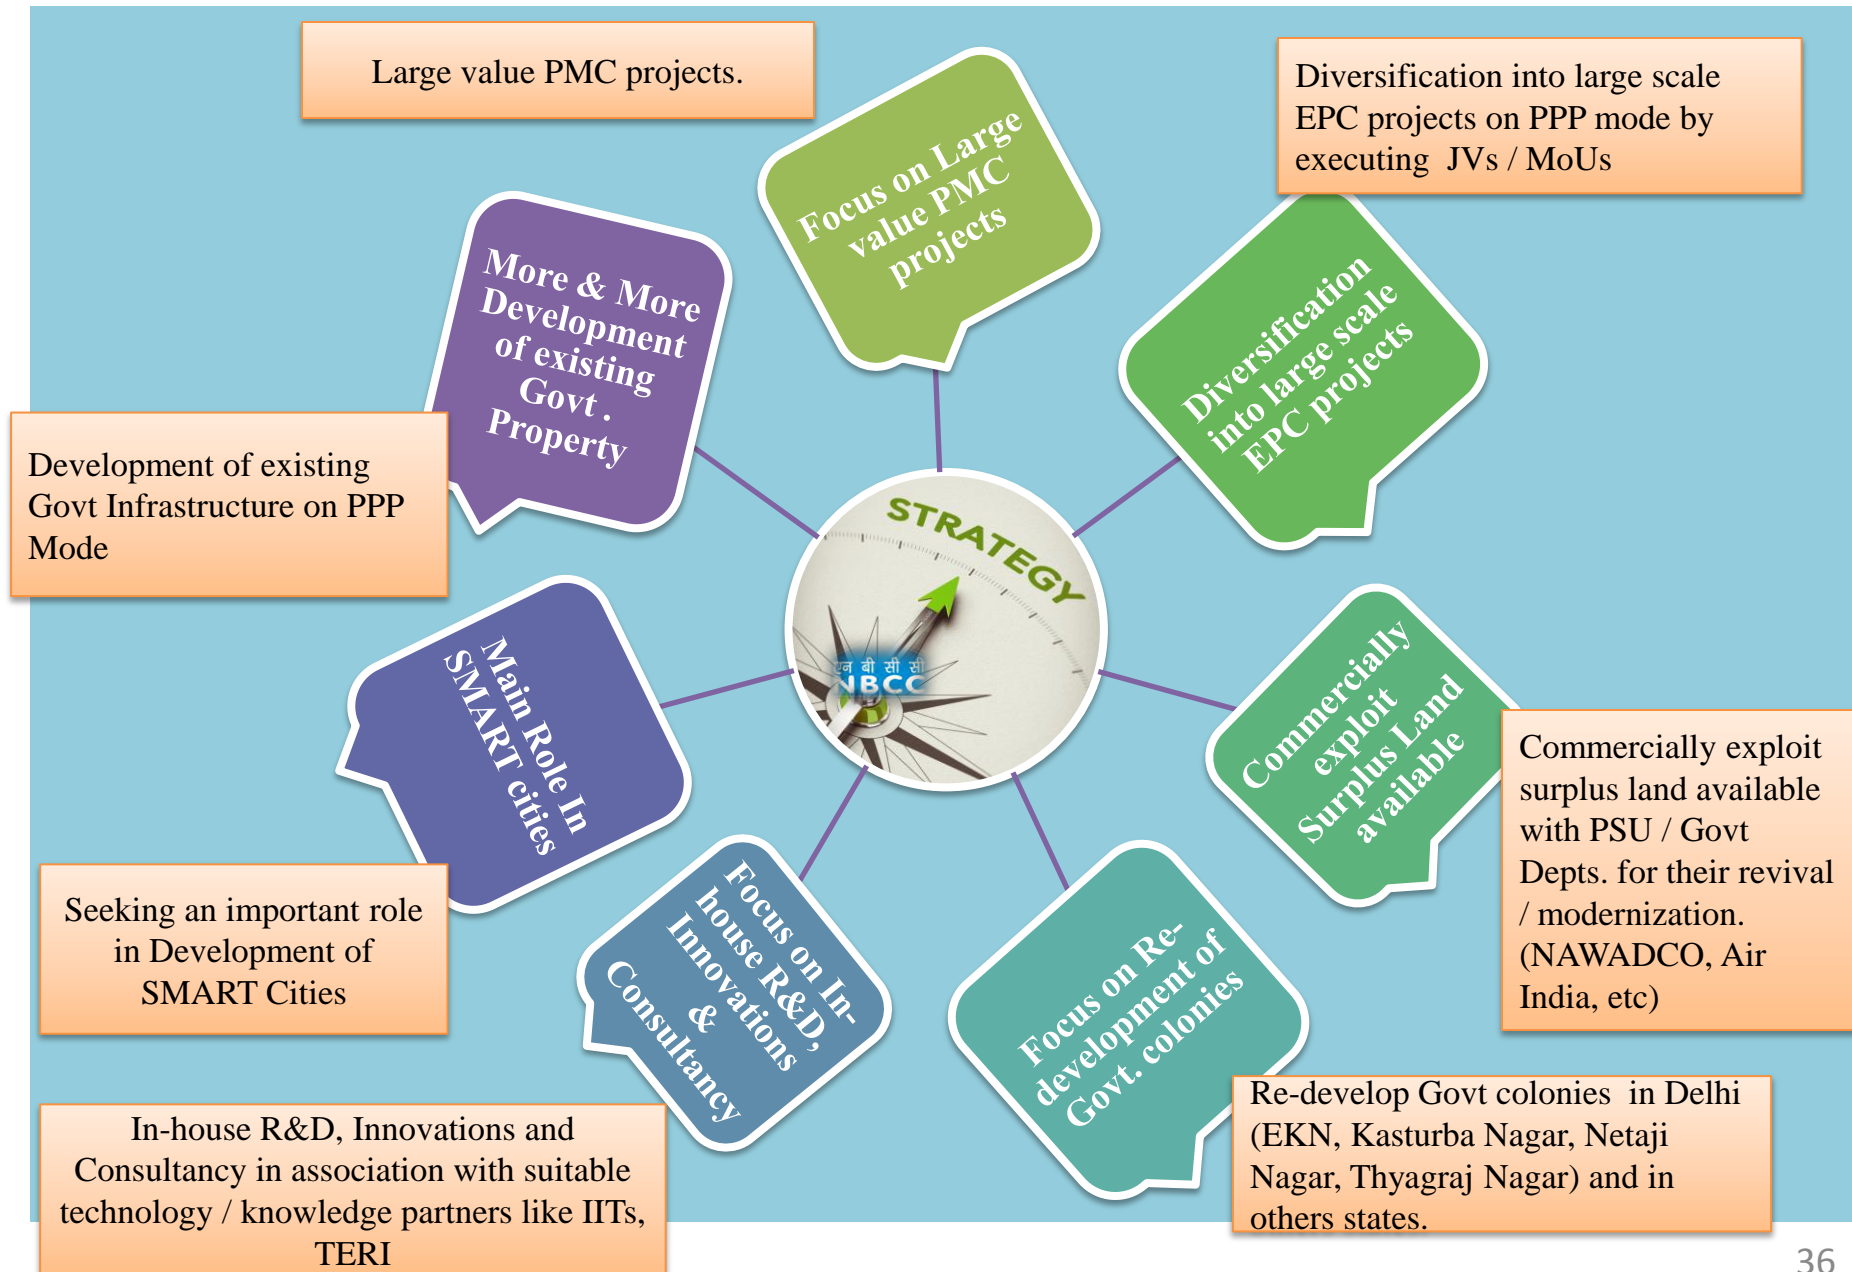 Large value PMC projects.
Focus on Large
value PMC
projects
Diversification into large scale
EPC projects on PPP mode by
executing JVs / MoUs
Diversification
into large scale
EPC projects
Commercially
exploit
Surplus Land
available
Commercially exploit
surplus land available
with PSU / Govt
Depts. for their revival
/ modernization.
(NAWADCO, Air
India, etc)
Focus on Re-
development of
Govt. colonies
Re-develop Govt colonies in Delhi
(EKN, Kasturba Nagar, Netaji
Nagar, Thyagraj Nagar) and in
others states.
Focus on In-
house R&D,
Innovations
&
Consultancy
In-house R&D, Innovations and
Consultancy in association with suitable
technology / knowledge partners like IITs,
TERI
Main Role In
SMART cities
Seeking an important role
in Development of
SMART Cities
More & More
Development
of existing
Govt .
Property
Development of existing
Govt Infrastructure on PPP
Mode
STRATEGY
एन बी सी सी
NBCC
36